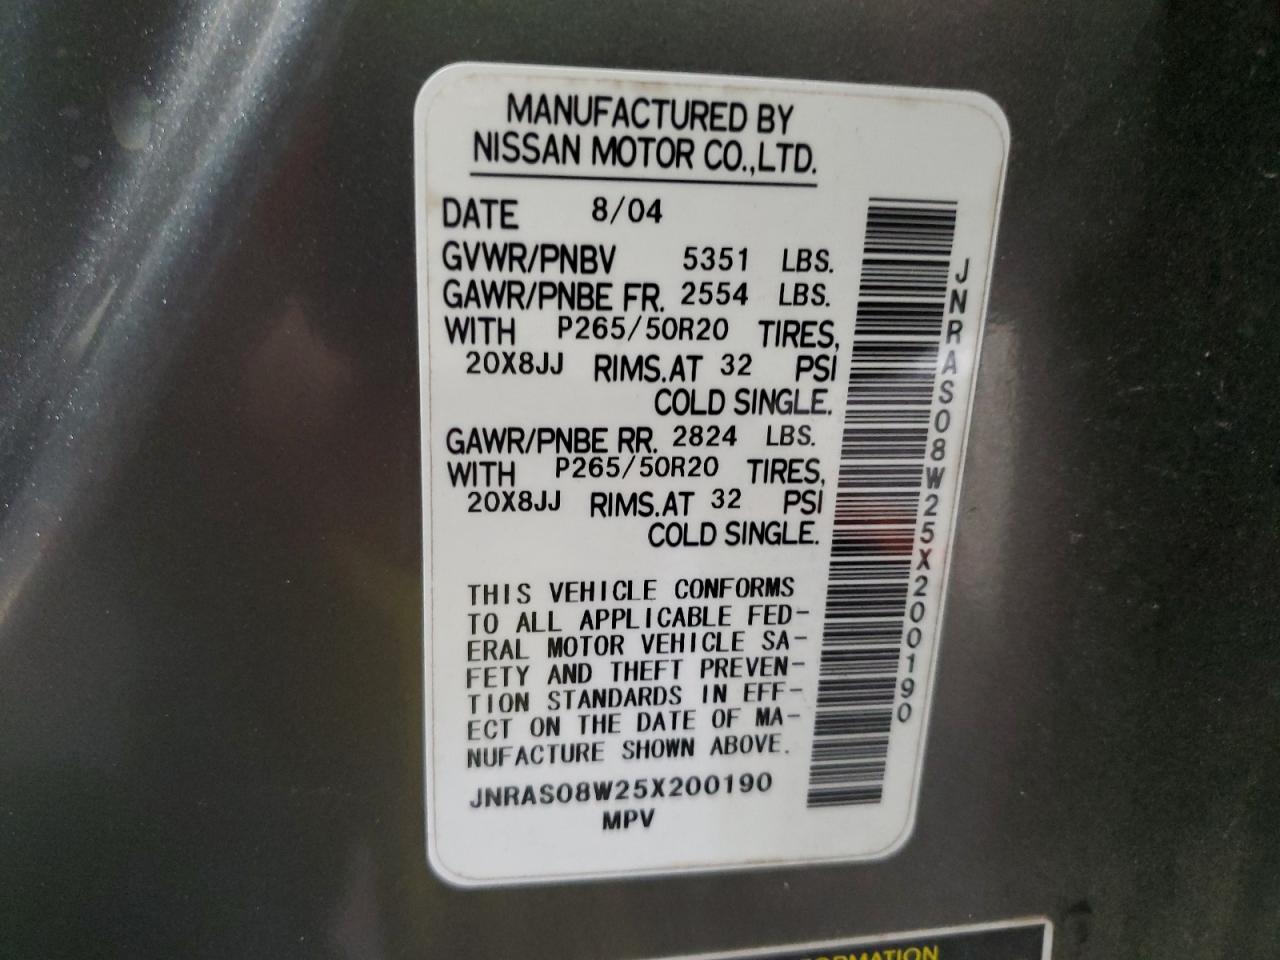 MANUFACTURED BY
NISSAN MOTOR CO.,LTD.
DATE 8/04
GVWR/PNBV 5351 LBS.
GAWR/PNBE FR. 2554 LBS.
WITH P265/50R20 TIRES,
20X8JJ RIMS.AT 32 PSI
COLD SINGLE.
GAWR/PNBE RR. 2824 LBS.
WITH P265/50R20 TIRES,
20X8JJ RIMS.AT 32 PSI
COLD SINGLE.
THIS VEHICLE CONFORMS
TO ALL APPLICABLE FED-
ERAL MOTOR VEHICLE SA-
FETY AND THEFT PREVEN-
TION STANDARDS IN EFF-
ECT ON THE DATE OF MA-
NUFACTURE SHOWN ABOVE.
JNRAS08W25X200190
MPV
JNRAS08W25X200190